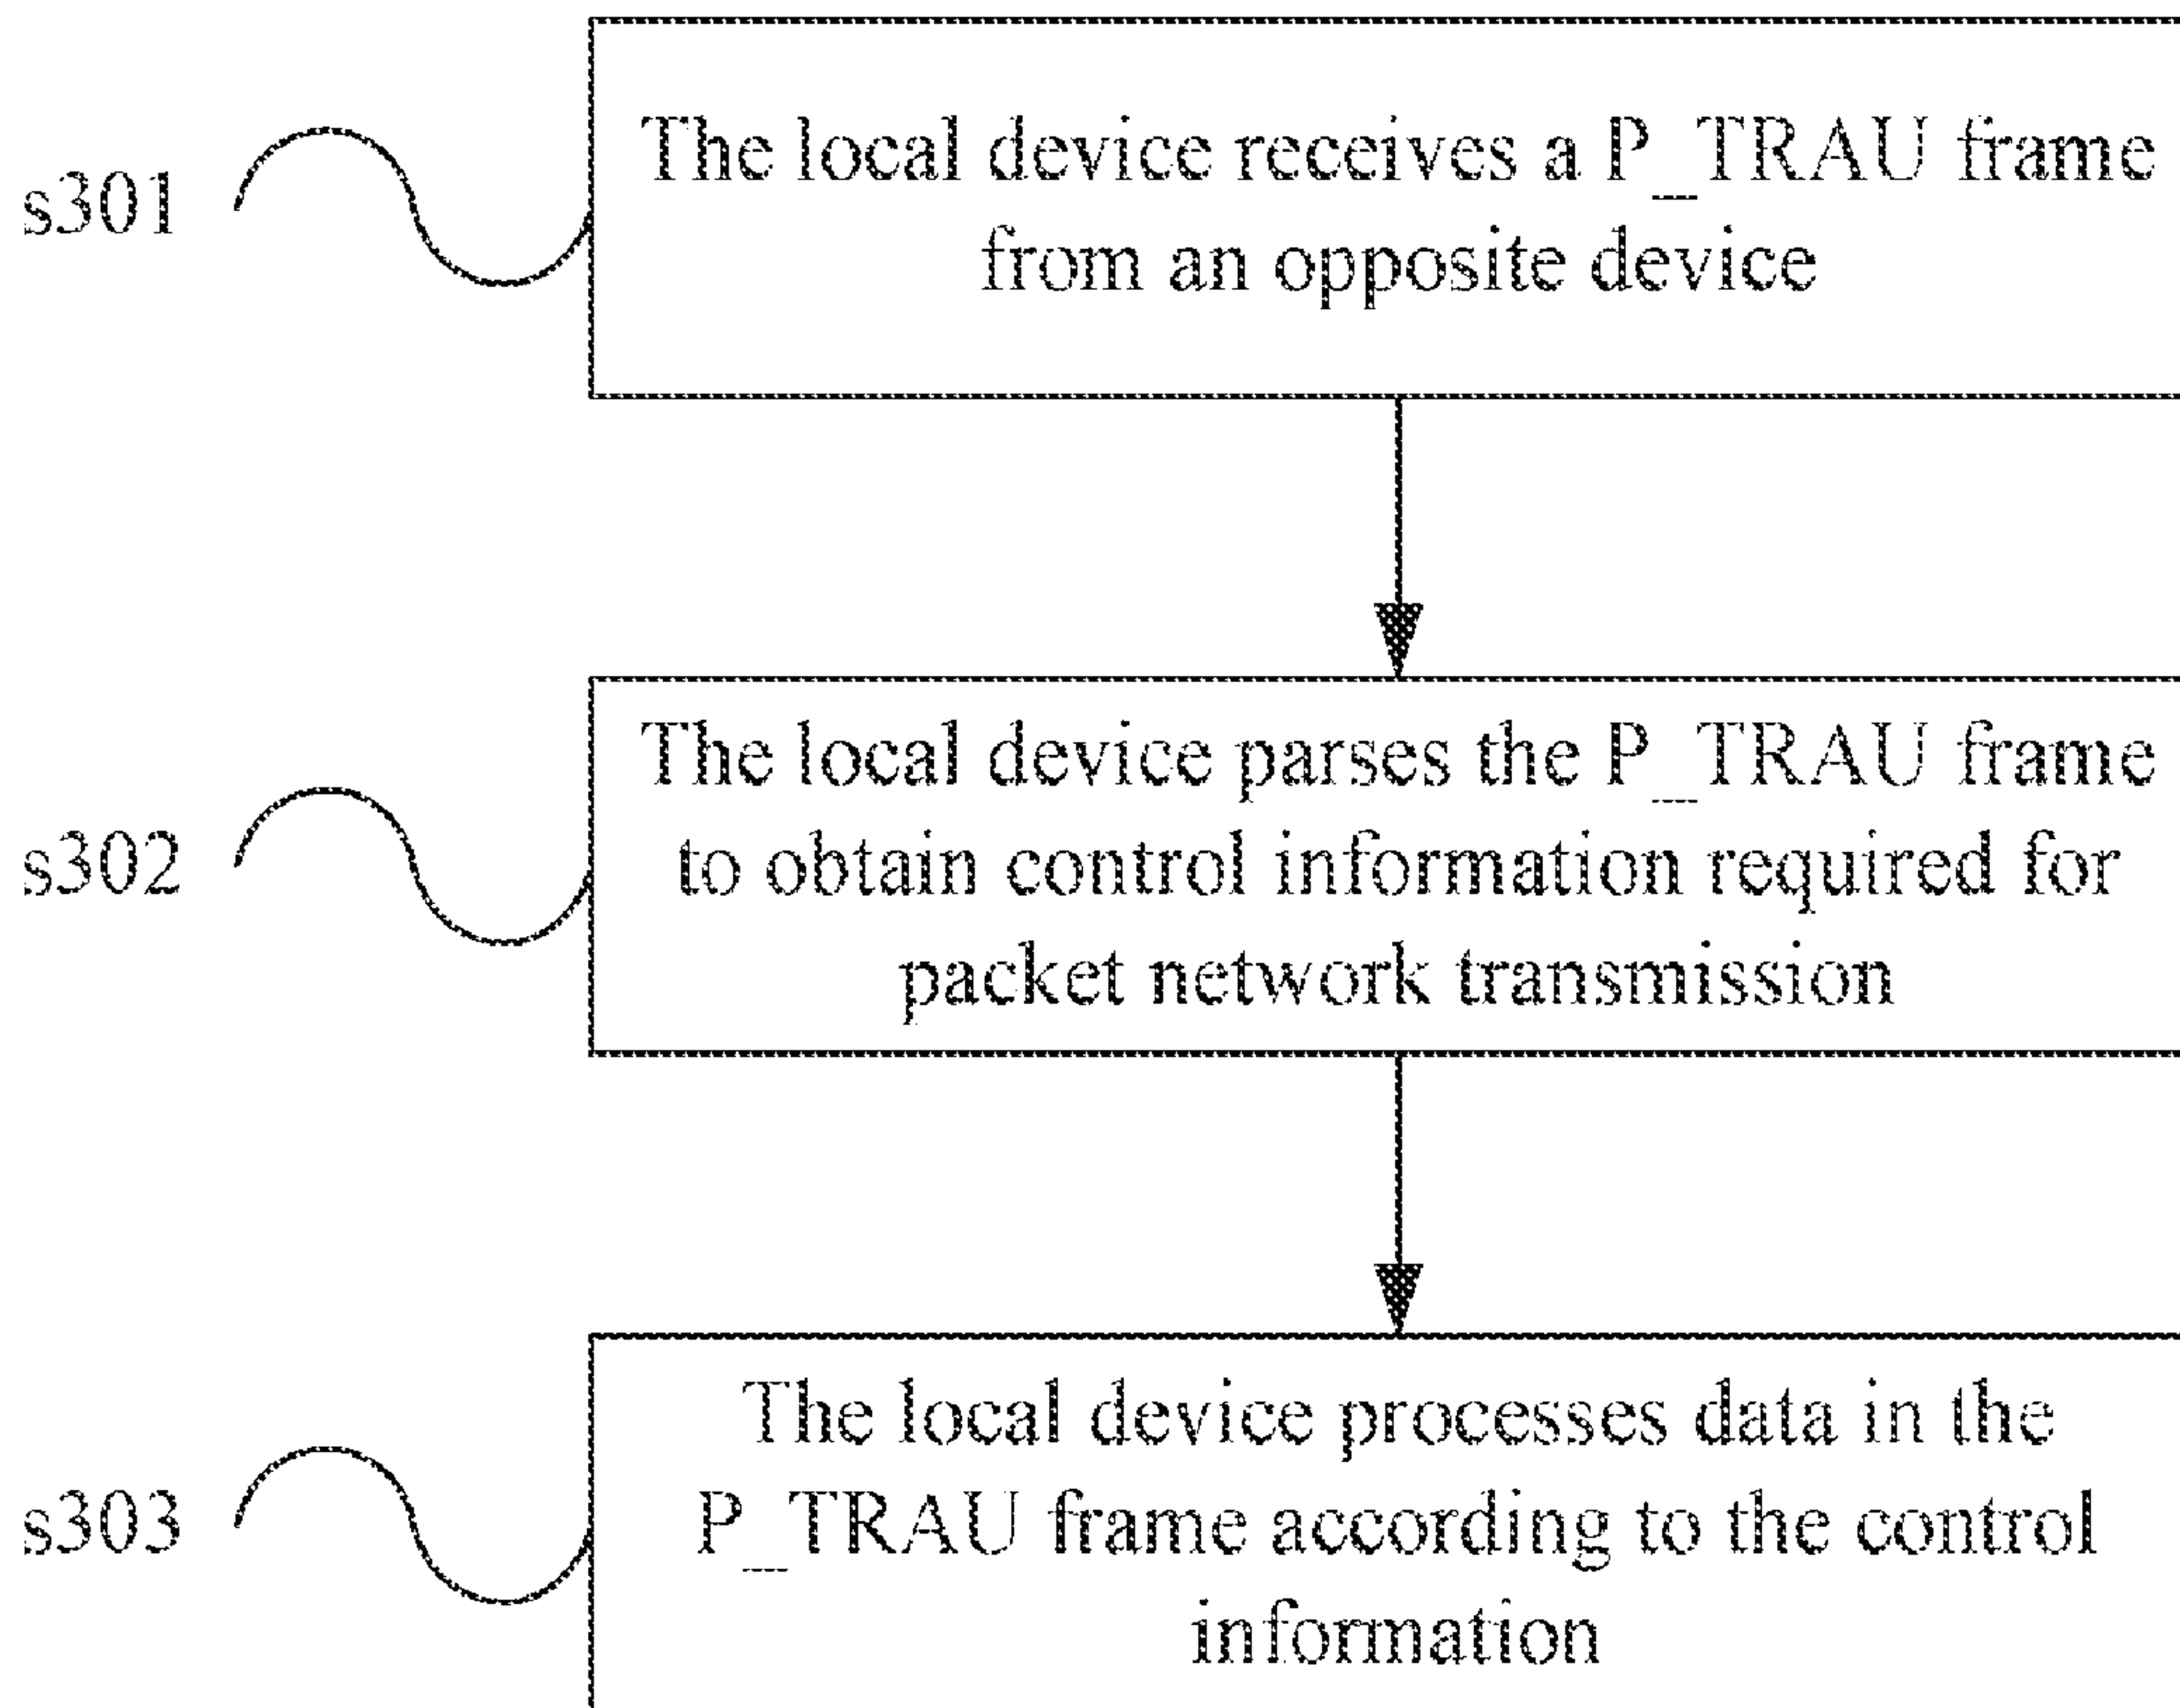 s301
The local device receives a P_TRAU frame
from an opposite device
s302
The local device parses the P_TRAU frame
to obtain control information required for
packet network transmission
s303
The local device processes data in the
P_TRAU frame according to the control
information